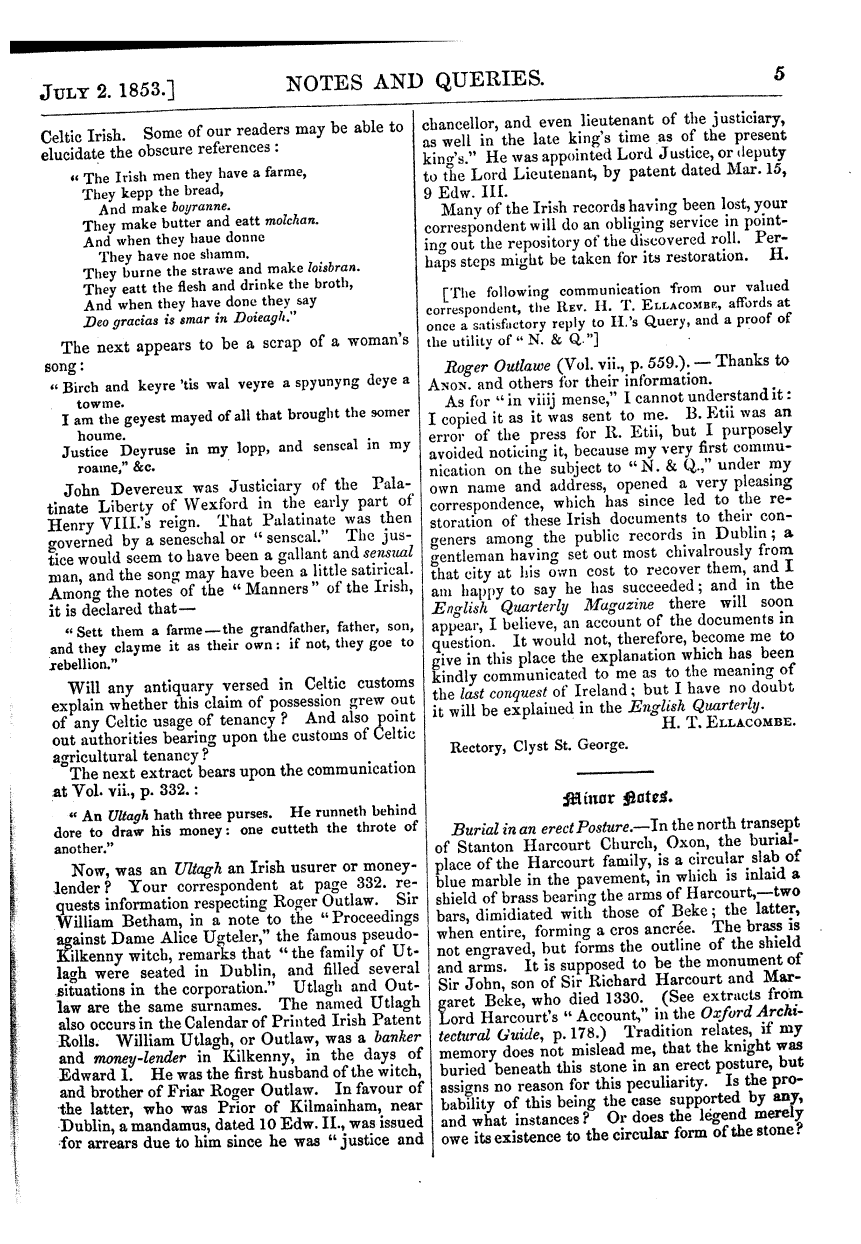 JULY 2. 1853.] NOTES AND QUERIES. 5
Celtic Irish. Some of our readers may be able to
elucidate the obscure references:
"The Irish men they have a farme,
They kepp the bread,
And make boyranne.
They make butter and eatt molchan.
And when they haue donne
They have noe shamm.
They burne the strawe and make loisbran.
They eatt the flesh and drinke the broth,
And when they have done they say
Deo gracias is smar in Doieagh."
The next appears to be a scrap of a woman's
song:
"Birch and keyre 'tis wal veyre a spyunyng deye a
towme.
I am the geyest mayed of all that brought the somer
houme.
Justice Deyruse in my lopp, and senscal in my
roame," &c.
John Devereux was Justiciary of the Pala-
tinate Liberty of Wexford in the early part of
Henry VIII.'s reign. That Palatinate was then
governed by a seneschal or "senscal." The jus-
tice would seem to have been a gallant and sensual
man, and the song may have been a little satirical.
Among the notes of the "Manners" of the Irish,
it is declared that—
"Sett them a farme—the grandfather, father, son,
and they clayme it as their own: if not, they goe to
rebellion."
Will any antiquary versed in Celtic customs
explain whether this claim of possession grew out
of any Celtic usage of tenancy? And also point
out authorities bearing upon the customs of Celtic
agricultural tenancy?
The next extract bears upon the communication
at Vol. vii., p. 332.:
"An Ultagh hath three purses. He runneth behind
dore to draw his money: one cutteth the throte of
another."
Now, was an Ultagh an Irish usurer or money-
lender? Your correspondent at page 332. re-
quests information respecting Roger Outlaw. Sir
William Betham, in a note to the "Proceedings
against Dame Alice Ugteler," the famous pseudo-
Kilkenny witch, remarks that "the family of Ut-
lagh were seated in Dublin, and filled several
situations in the corporation." Utlagh and Out-
law are the same surnames. The named Utlagh
also occurs in the Calendar of Printed Irish Patent
Rolls. William Utlagh, or Outlaw, was a banker
and money-lender in Kilkenny, in the days of
Edward I. He was the first husband of the witch,
and brother of Friar Roger Outlaw. In favour of
the latter, who was Prior of Kilmainham, near
Dublin, a mandamus, dated 10 Edw. II., was issued
for arrears due to him since he was "justice and
chancellor, and even lieutenant of the justiciary,
as well in the late king's time as of the present
king's." He was appointed Lord Justice, or deputy
to the Lord Lieutenant, by patent dated Mar. 15,
9 Edw. III.
Many of the Irish records having been lost, your
correspondent will do an obliging service in point-
ing out the repository of the discovered roll. Per-
haps steps might be taken for its restoration. H.
[The following communication from our valued
correspondent, the REV. H. T. ELLACOMBE, affords at
once a satisfactory reply to H.'s Query, and a proof of
the utility of "N. & Q."]
Roger Outlawe (Vol. vii., p. 559.).—Thanks to
ANON. and others for their information.
As for "in viiij mense," I cannot understand it:
I copied it as it was sent to me. B. Etii was an
error of the press for R. Etii, but I purposely
avoided noticing it, because my very first commu-
nication on the subject to "N. & Q.," under my
own name and address, opened a very pleasing
correspondence, which has since led to the re-
storation of these Irish documents to their con-
geners among the public records in Dublin; a
gentleman having set out most chivalrously from
that city at his own cost to recover them, and I
am happy to say he has succeeded; and in the
English Quarterly Magazine there will soon
appear, I believe, an account of the documents in
question. It would not, therefore, become me to
give in this place the explanation which has been
kindly communicated to me as to the meaning of
the last conquest of Ireland; but I have no doubt
it will be explained in the English Quarterly.
H. T. ELLACOMBE.
Rectory, Clyst St. George.
Minor Notes.
Burial in an erect Posture.—In the north transept
of Stanton Harcourt Church, Oxon, the burial-
place of the Harcourt family, is a circular slab of
blue marble in the pavement, in which is inlaid a
shield of brass bearing the arms of Harcourt,—two
bars, dimidiated with those of Beke; the latter,
when entire, forming a cros ancrée. The brass is
not engraved, but forms the outline of the shield
and arms. It is supposed to be the monument of
Sir John, son of Sir Richard Harcourt and Mar-
garet Beke, who died 1330. (See extracts from
Lord Harcourt's "Account," in the Oxford Archi-
tectural Guide, p. 178.) Tradition relates, if my
memory does not mislead me, that the knight was
buried beneath this stone in an erect posture, but
assigns no reason for this peculiarity. Is the pro-
bability of this being the case supported by any,
and what instances? Or does the legend merely
owe its existence to the circular form of the stone?